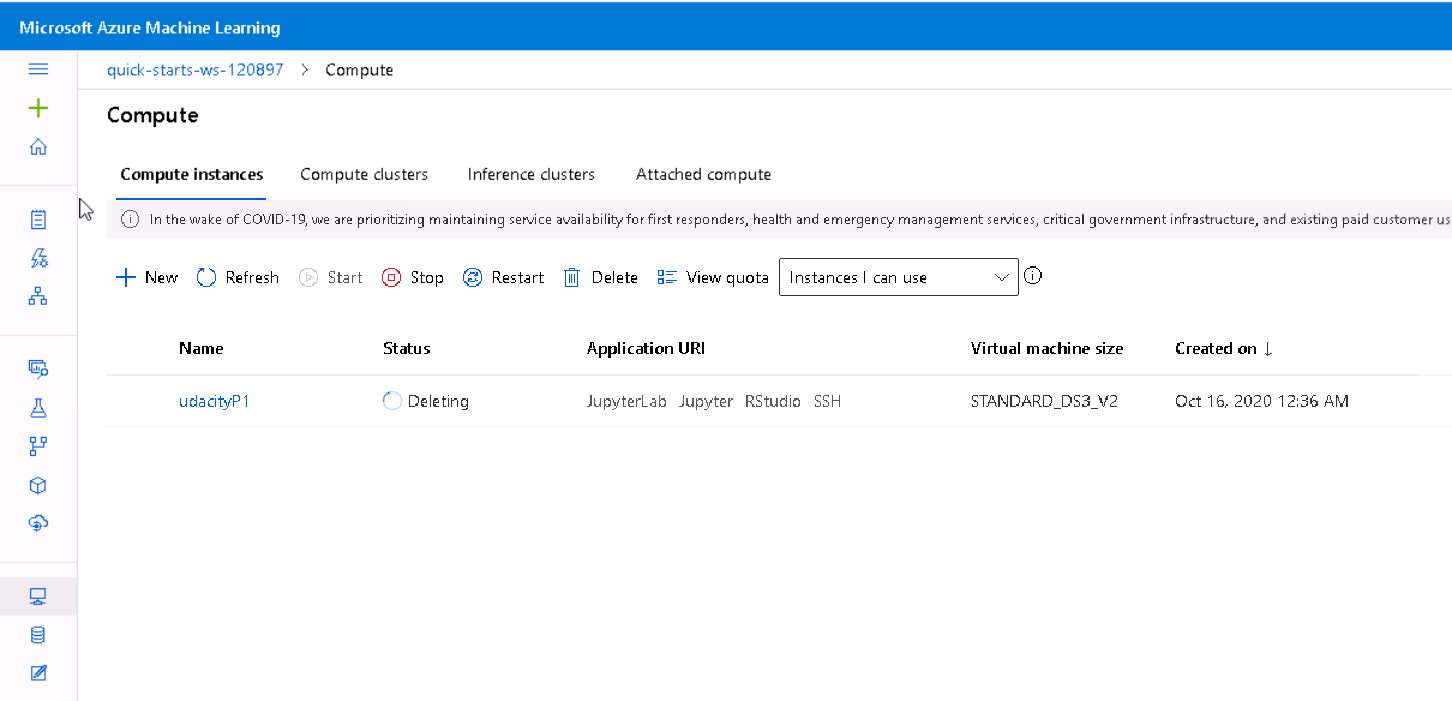 Microsoft Azure Machine Learning
quick-starts-ws-120897 > Compute
Compute
Compute instances Compute clusters Inference clusters Attached compute
In the wake of COVID-19, we are prioritizing maintaining service availability for first responders, health and emergency management services, critical government infrastructure, and existing paid customer us
New Refresh Start Stop Restart Delete View quota Instances I can use
Name Status Application URI Virtual machine size Created on ↓
udacityP1 Deleting JupyterLab Jupyter RStudio SSH STANDARD_DS3_V2 Oct 16, 2020 12:36 AM